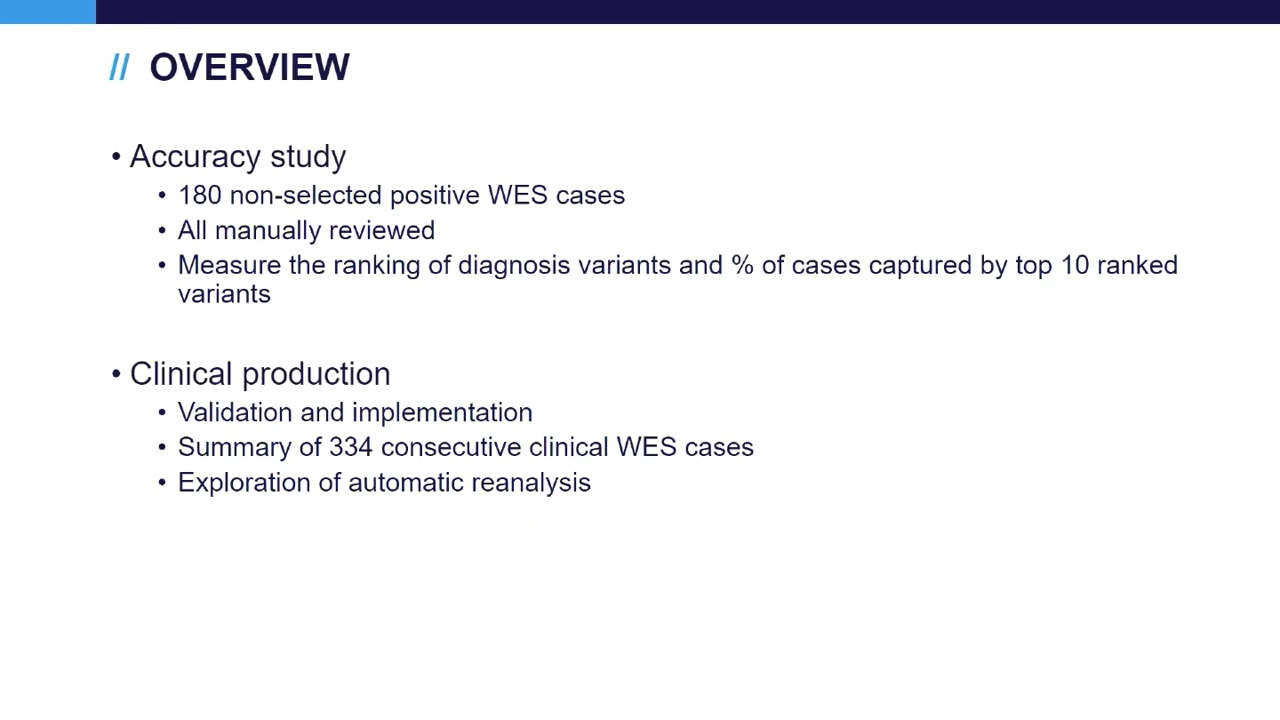 // OVERVIEW
• Accuracy study
• 180 non-selected positive WES cases
• All manually reviewed
• Measure the ranking of diagnosis variants and % of cases captured by top 10 ranked
variants
• Clinical production
• Validation and implementation
• Summary of 334 consecutive clinical WES cases
• Exploration of automatic reanalysis